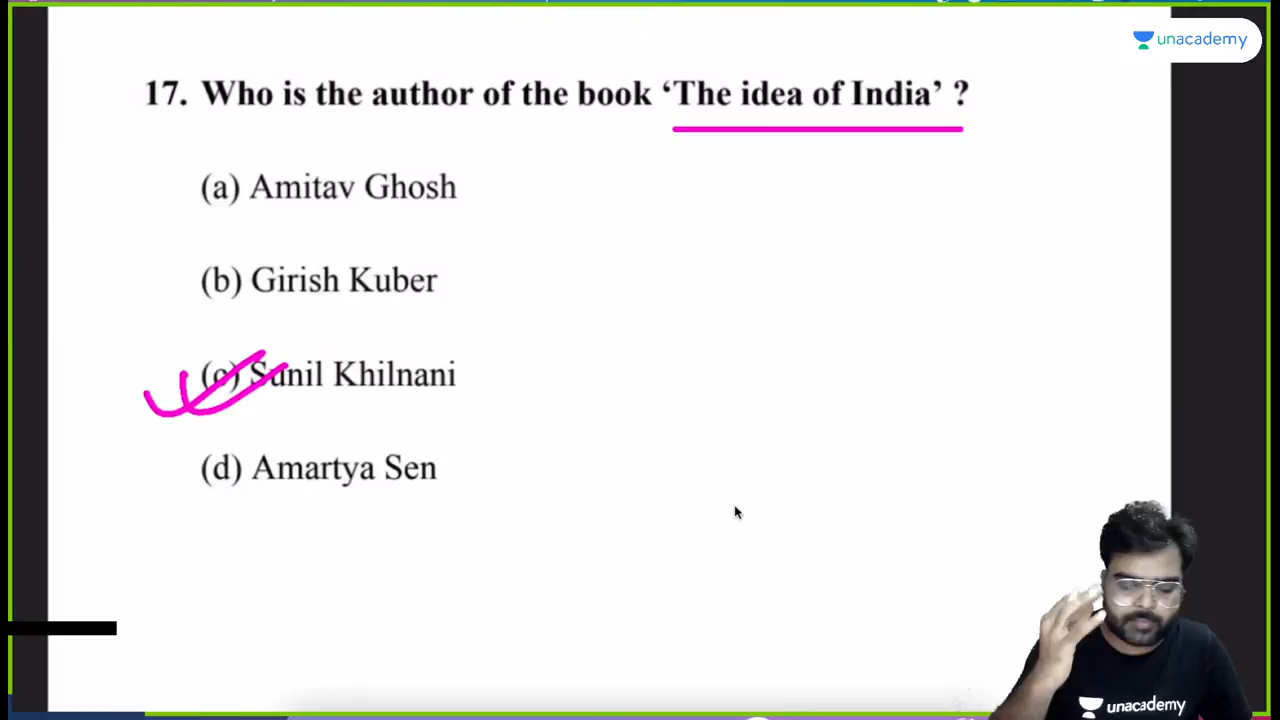 unacademy
17. Who is the author of the book ‘The idea of India’ ?
(a) Amitav Ghosh
(b) Girish Kuber
(c) Sunil Khilnani
(d) Amartya Sen
unacademy